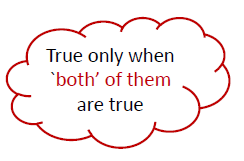 True only when
`both’ of them
are true